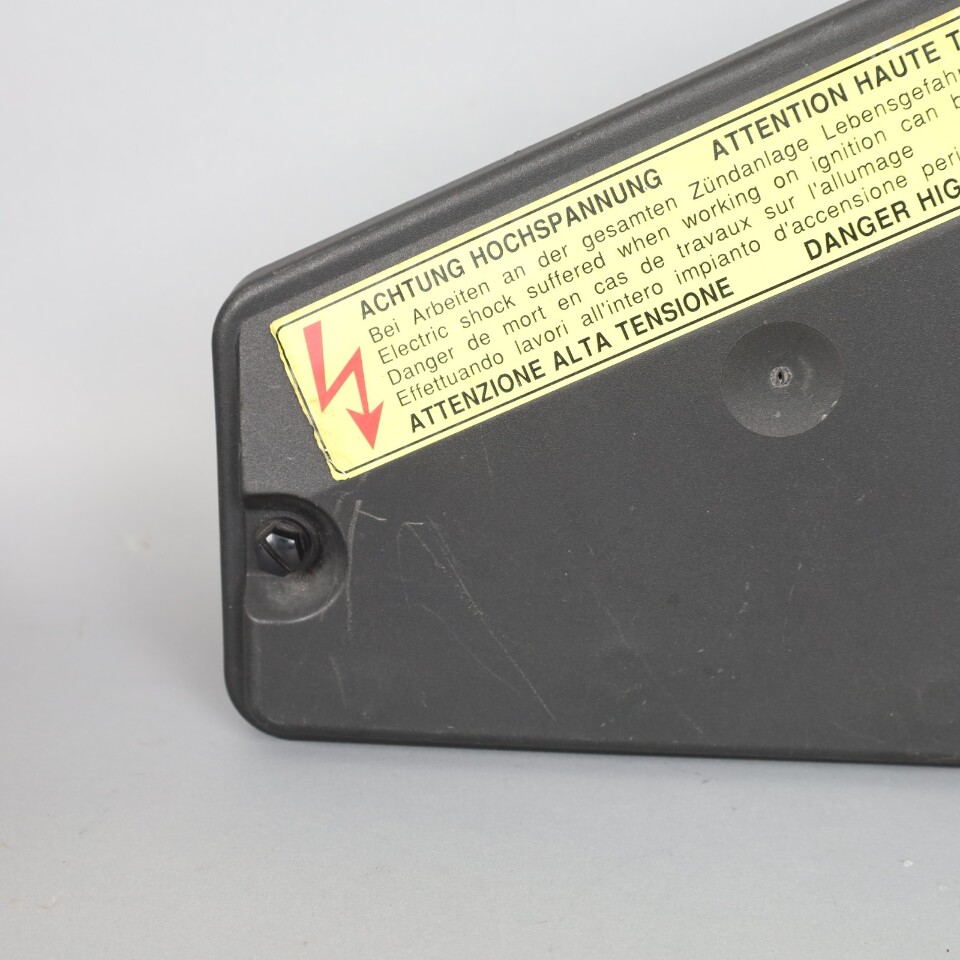 ACHTUNG HOCHSPANNUNG ATTENTION HAUTE T
Bei Arbeiten an der gesamten Zündanlage Lebensgefahr
Electric shock suffered when working on ignition can b
Danger de mort en cas de travaux sur l'allumage
Effettuando lavori all'intero impianto d'accensione peri
ATTENZIONE ALTA TENSIONE DANGER HIG